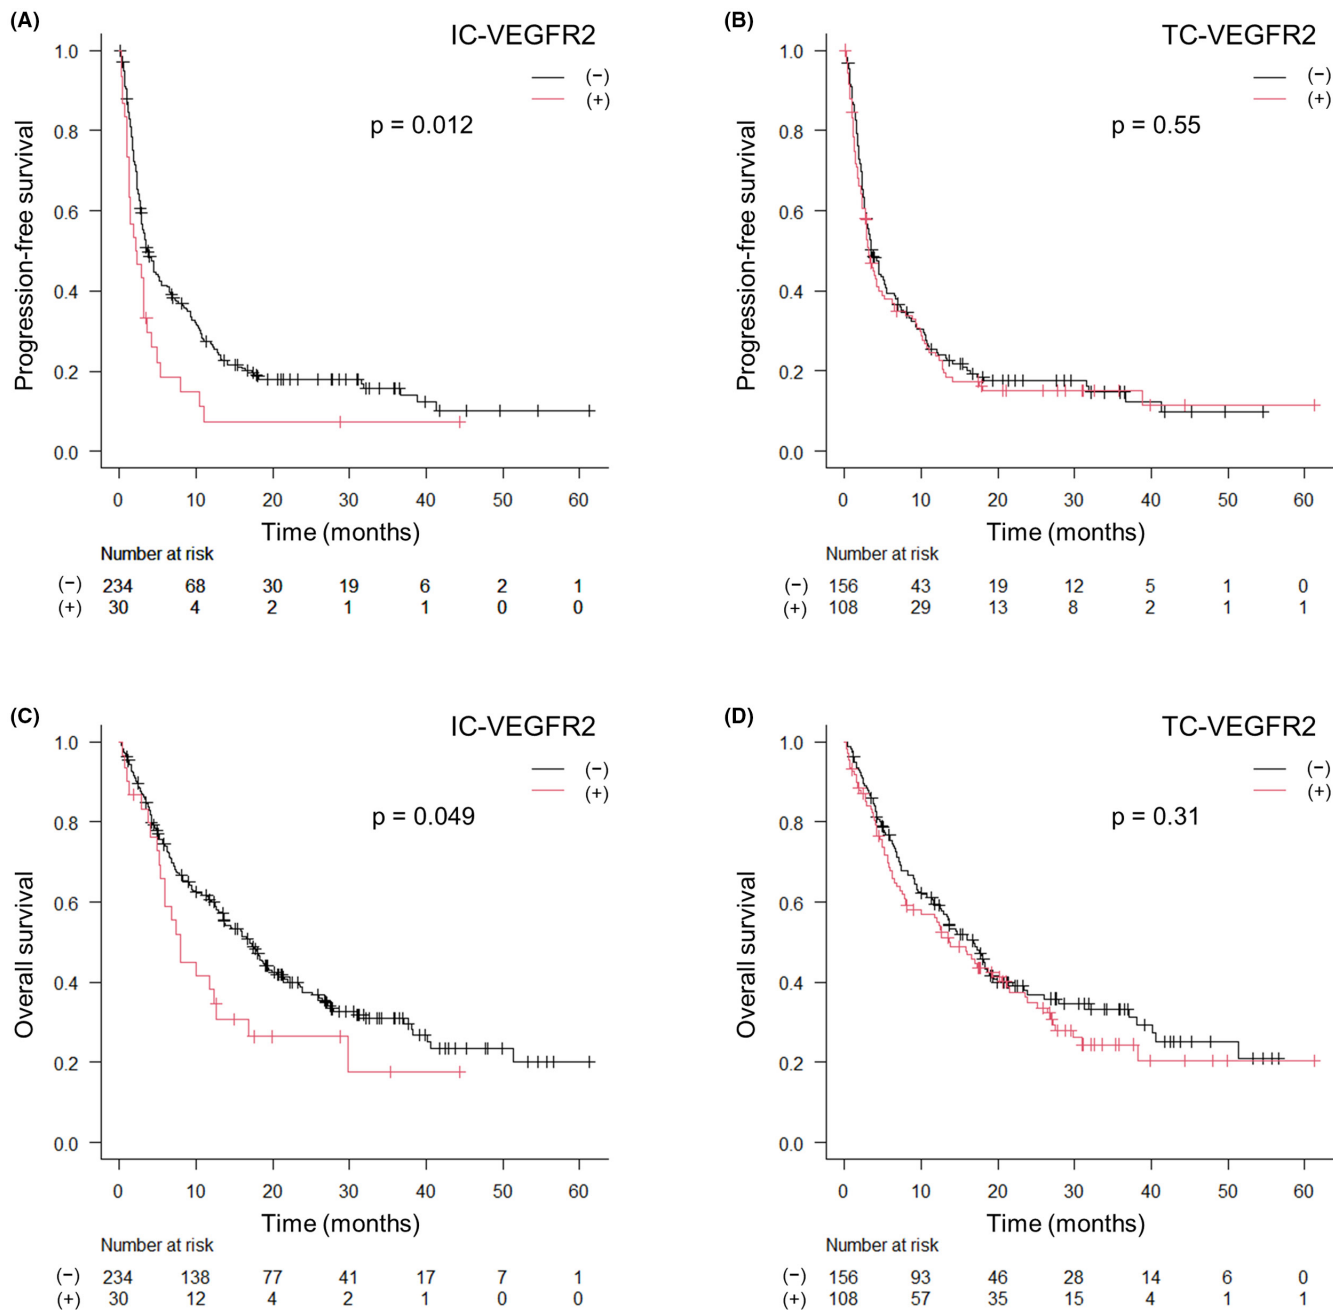 (A)
IC-VEGFR2
(−)
(+)
p = 0.012
Progression-free survival
1.0
0.8
0.6
0.4
0.2
0.0
0 10 20 30 40 50 60
Time (months)
Number at risk
(−) 234 68 30 19 6 2 1
(+) 30 4 2 1 1 0 0
(B)
TC-VEGFR2
(−)
(+)
p = 0.55
Progression-free survival
1.0
0.8
0.6
0.4
0.2
0.0
0 10 20 30 40 50 60
Time (months)
Number at risk
(−) 156 43 19 12 5 1 0
(+) 108 29 13 8 2 1 1
(C)
IC-VEGFR2
(−)
(+)
p = 0.049
Overall survival
1.0
0.8
0.6
0.4
0.2
0.0
0 10 20 30 40 50 60
Time (months)
Number at risk
(−) 234 138 77 41 17 7 1
(+) 30 12 4 2 1 0 0
(D)
TC-VEGFR2
(−)
(+)
p = 0.31
Overall survival
1.0
0.8
0.6
0.4
0.2
0.0
0 10 20 30 40 50 60
Time (months)
Number at risk
(−) 156 93 46 28 14 6 0
(+) 108 57 35 15 4 1 1